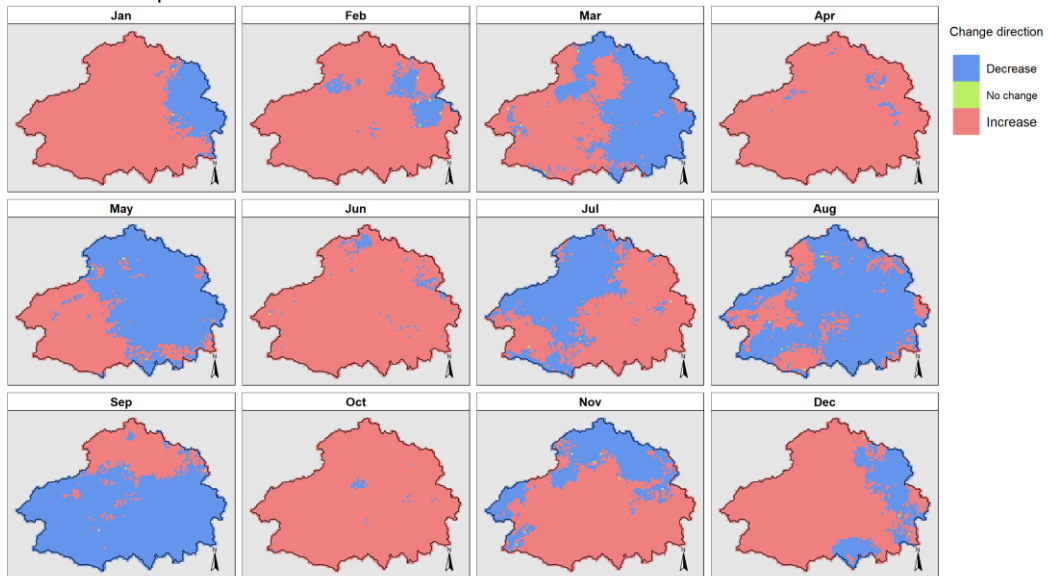 Jan
Feb
Mar
Apr
Change direction
Decrease
No change
Increase
N
N
N
N
May
Jun
Jul
Aug
N
N
N
N
Sep
Oct
Nov
Dec
N
N
N
N